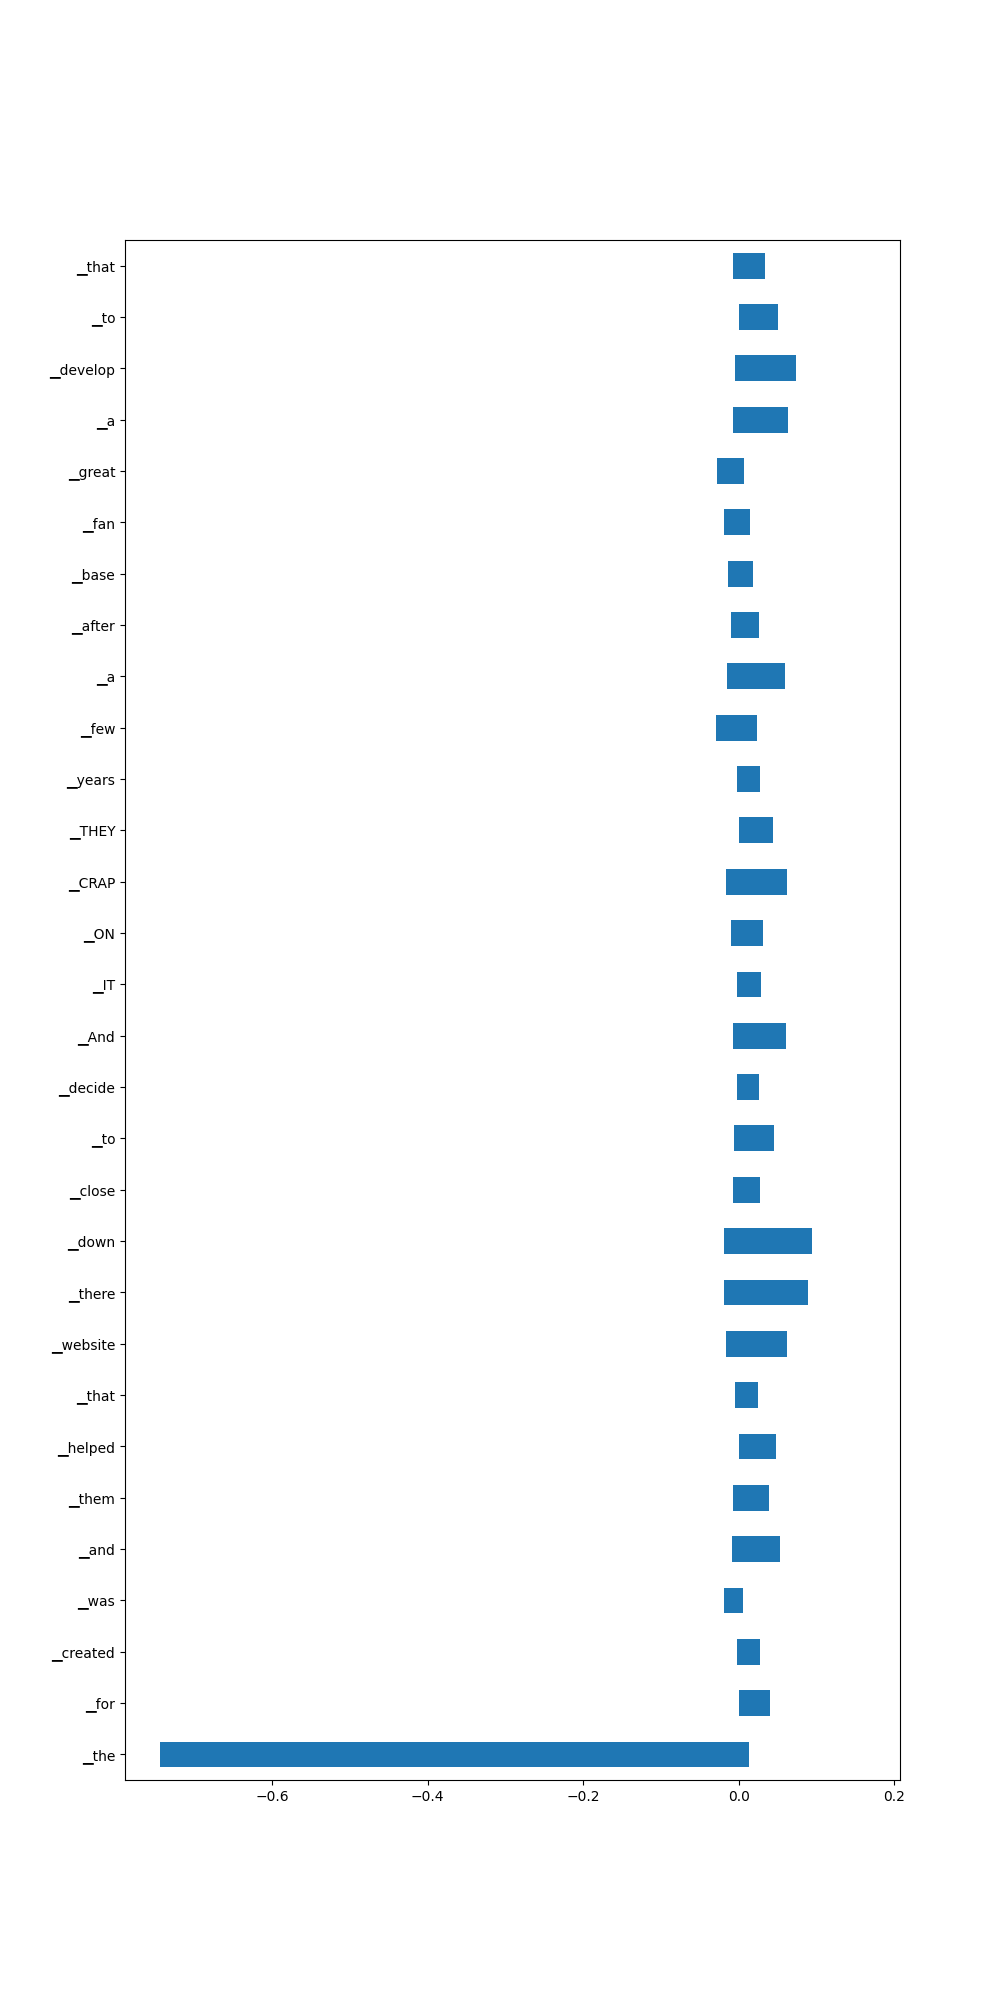 _that
_to
_develop
_a
_great
_fan
_base
_after
_a
_few
_years
_THEY
_CRAP
_ON
_IT
_And
_decide
_to
_close
_down
_there
_website
_that
_helped
_them
_and
_was
_created
_for
_the
−0.6 −0.4 −0.2 0.0 0.2